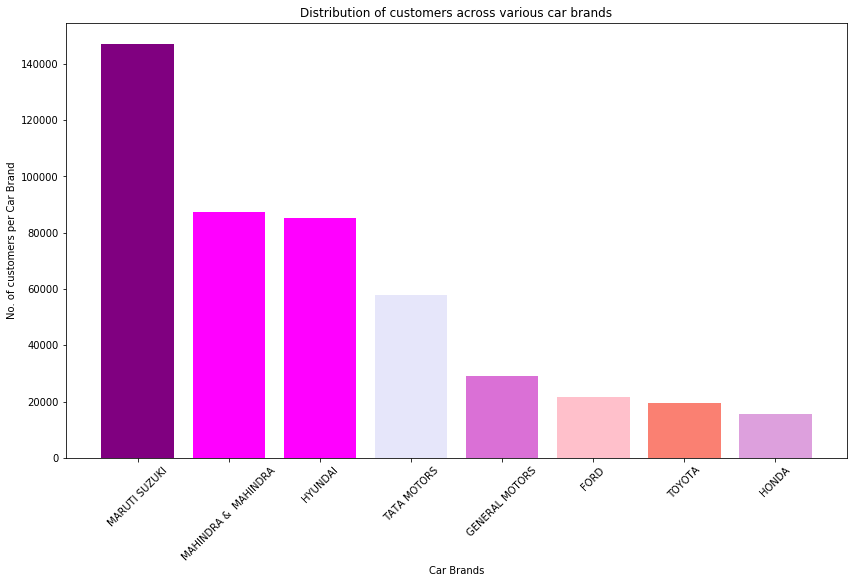 Distribution of customers across various car brands
No. of customers per Car Brand
140000
120000
100000
80000
60000
40000
20000
0
MARUTI SUZUKI
MAHINDRA &  MAHINDRA
HYUNDAI
TATA MOTORS
GENERAL MOTORS
FORD
TOYOTA
HONDA
Car Brands